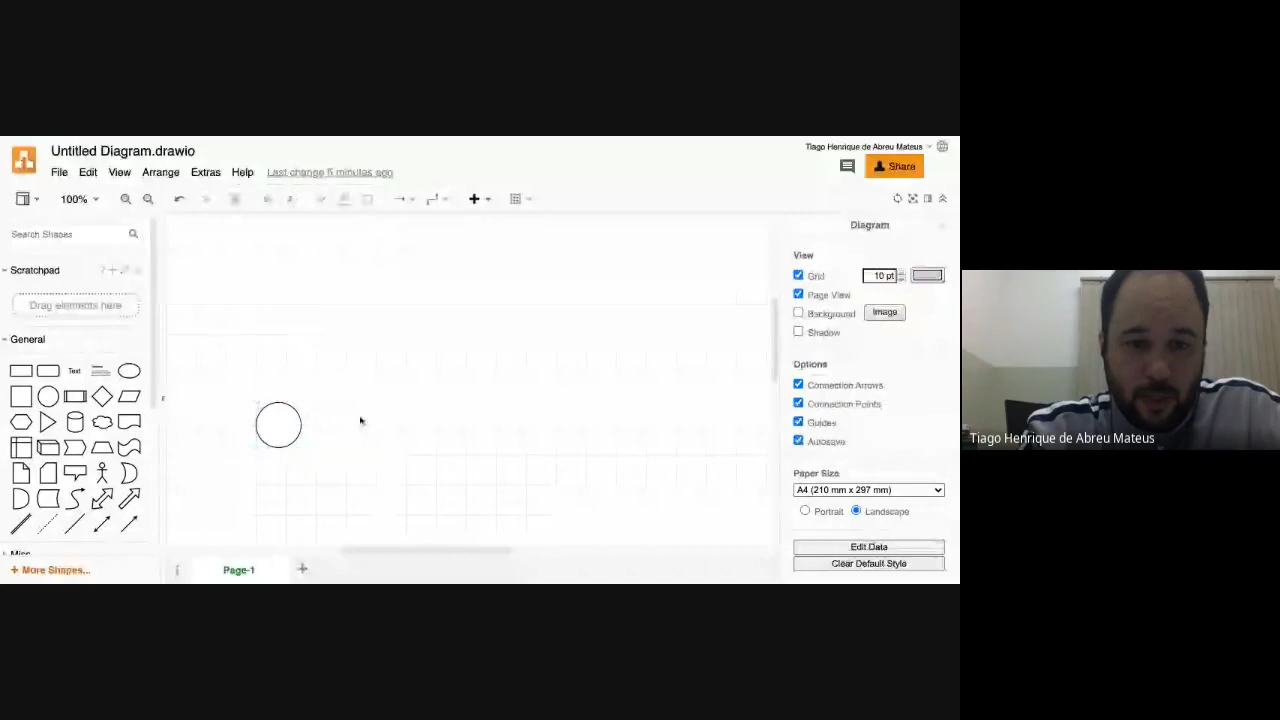 Untitled Diagram.drawio
Tiago Henrique de Abreu Mateus
File Edit View Arrange Extras Help Last change 5 minutes ago
Share
100%
Search Shapes
Diagram
Scratchpad
Drag elements here
General
Text
View
Grid 10 pt
Page View
Background Image
Shadow
Options
Connection Arrows
Connection Points
Guides
Autosave
Paper Size
A4 (210 mm x 297 mm)
Portrait Landscape
Edit Data
Clear Default Style
Misc
+ More Shapes...
Page-1
Tiago Henrique de Abreu Mateus